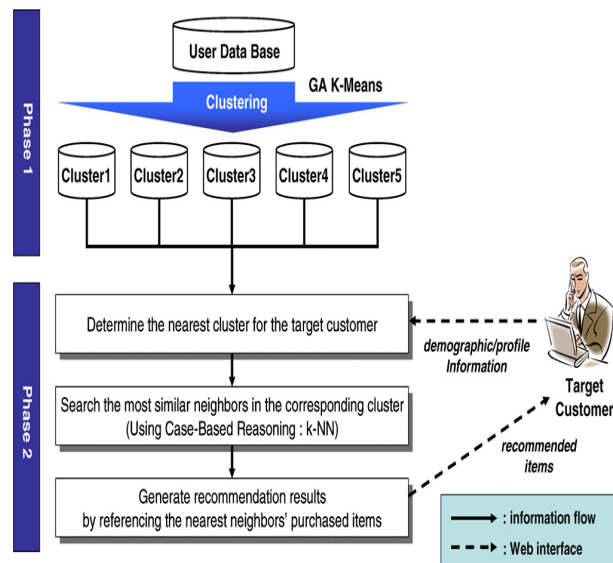 User Data Base
GA K-Means
Clustering
Phase 1
Cluster1
Cluster2
Cluster3
Cluster4
Cluster5
Phase 2
Determine the nearest cluster for the target customer
demographic/profile
Information
Target
Customer
Search the most similar neighbors in the corresponding cluster
(Using Case-Based Reasoning : k-NN)
recommended
items
Generate recommendation results
by referencing the nearest neighbors' purchased items
: information flow
: Web interface